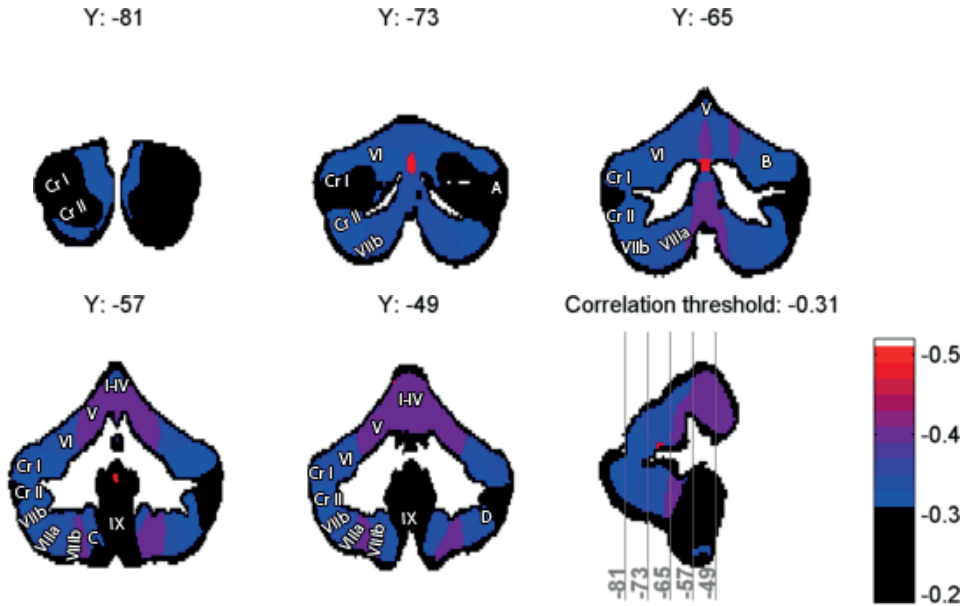 Y: -81
Y: -73
Y: -65
Cr I
Cr II
VI
Cr I
Cr II
VIIb
A
V
VI
B
Cr I
Cr II
VIIb
VIIIa
Y: -57
Y: -49
Correlation threshold: -0.31
I-IV
V
VI
Cr I
Cr II
VIIb
VIIIa
VIIIb
C
IX
I-IV
V
VI
Cr I
Cr II
VIIb
VIIIa
VIIIb
IX
D
-81
-73
-65
-57
-49
-0.5
-0.4
-0.3
-0.2